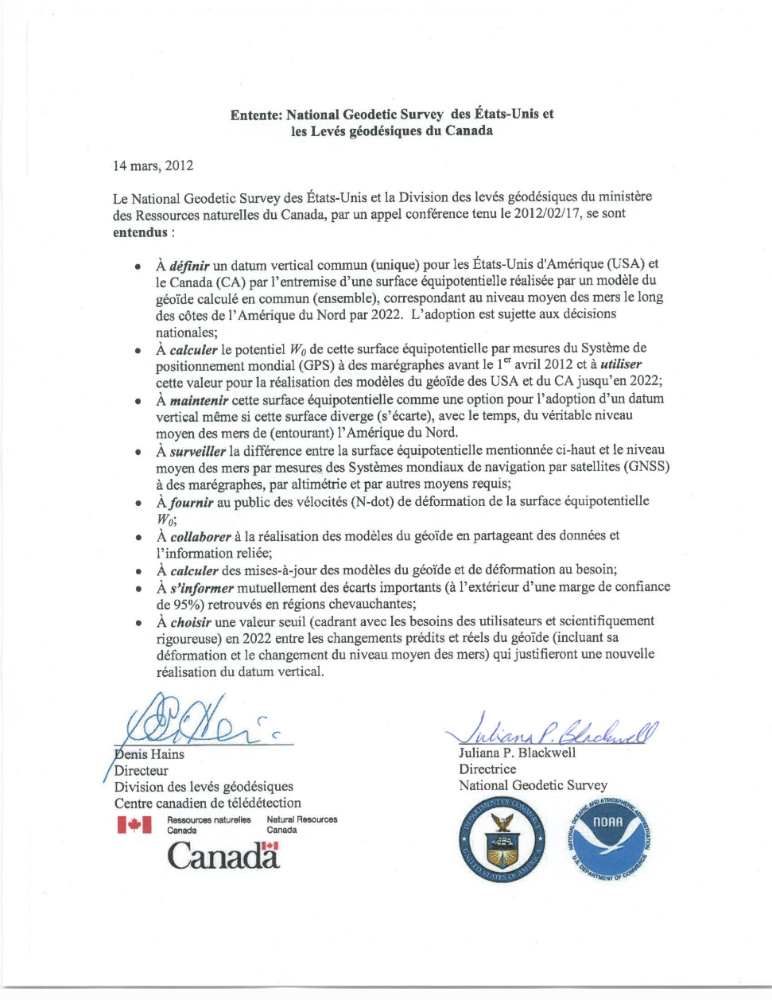 Entente: National Geodetic Survey des États-Unis et
les Levés géodésiques du Canada
14 mars, 2012
Le National Geodetic Survey des États-Unis et la Division des levés géodésiques du ministère
des Ressources naturelles du Canada, par un appel conférence tenu le 2012/02/17, se sont
entendus :
• À définir un datum vertical commun (unique) pour les États-Unis d'Amérique (USA) et
le Canada (CA) par l'entremise d'une surface équipotentielle réalisée par un modèle du
géoïde calculé en commun (ensemble), correspondant au niveau moyen des mers le long
des côtes de l'Amérique du Nord par 2022. L'adoption est sujette aux décisions
nationales;
• À calculer le potentiel W0 de cette surface équipotentielle par mesures du Système de
positionnement mondial (GPS) à des marégraphes avant le 1er avril 2012 et à utiliser
cette valeur pour la réalisation des modèles du géoïde des USA et du CA jusqu'en 2022;
• À maintenir cette surface équipotentielle comme une option pour l'adoption d'un datum
vertical même si cette surface diverge (s'écarte), avec le temps, du véritable niveau
moyen des mers de (entourant) l'Amérique du Nord.
• À surveiller la différence entre la surface équipotentielle mentionnée ci-haut et le niveau
moyen des mers par mesures des Systèmes mondiaux de navigation par satellites (GNSS)
à des marégraphes, par altimétrie et par autres moyens requis;
• À fournir au public des vélocités (N-dot) de déformation de la surface équipotentielle
W0;
• À collaborer à la réalisation des modèles du géoïde en partageant des données et
l'information reliée;
• À calculer des mises-à-jour des modèles du géoïde et de déformation au besoin;
• À s'informer mutuellement des écarts importants (à l'extérieur d'une marge de confiance
de 95%) retrouvés en régions chevauchantes;
• À choisir une valeur seuil (cadrant avec les besoins des utilisateurs et scientifiquement
rigoureuse) en 2022 entre les changements prédits et réels du géoïde (incluant sa
déformation et le changement du niveau moyen des mers) qui justifieront une nouvelle
réalisation du datum vertical.
Denis Hains
Directeur
Division des levés géodésiques
Centre canadien de télédétection
Ressources naturelles Natural Resources
Canada Canada
Canada
Juliana P. Blackwell
Juliana P. Blackwell
Directrice
National Geodetic Survey
DEPARTMENT OF COMMERCE
UNITED STATES OF AMERICA
NATIONAL OCEANIC AND ATMOSPHERIC ADMINISTRATION
NOAA
U.S. DEPARTMENT OF COMMERCE